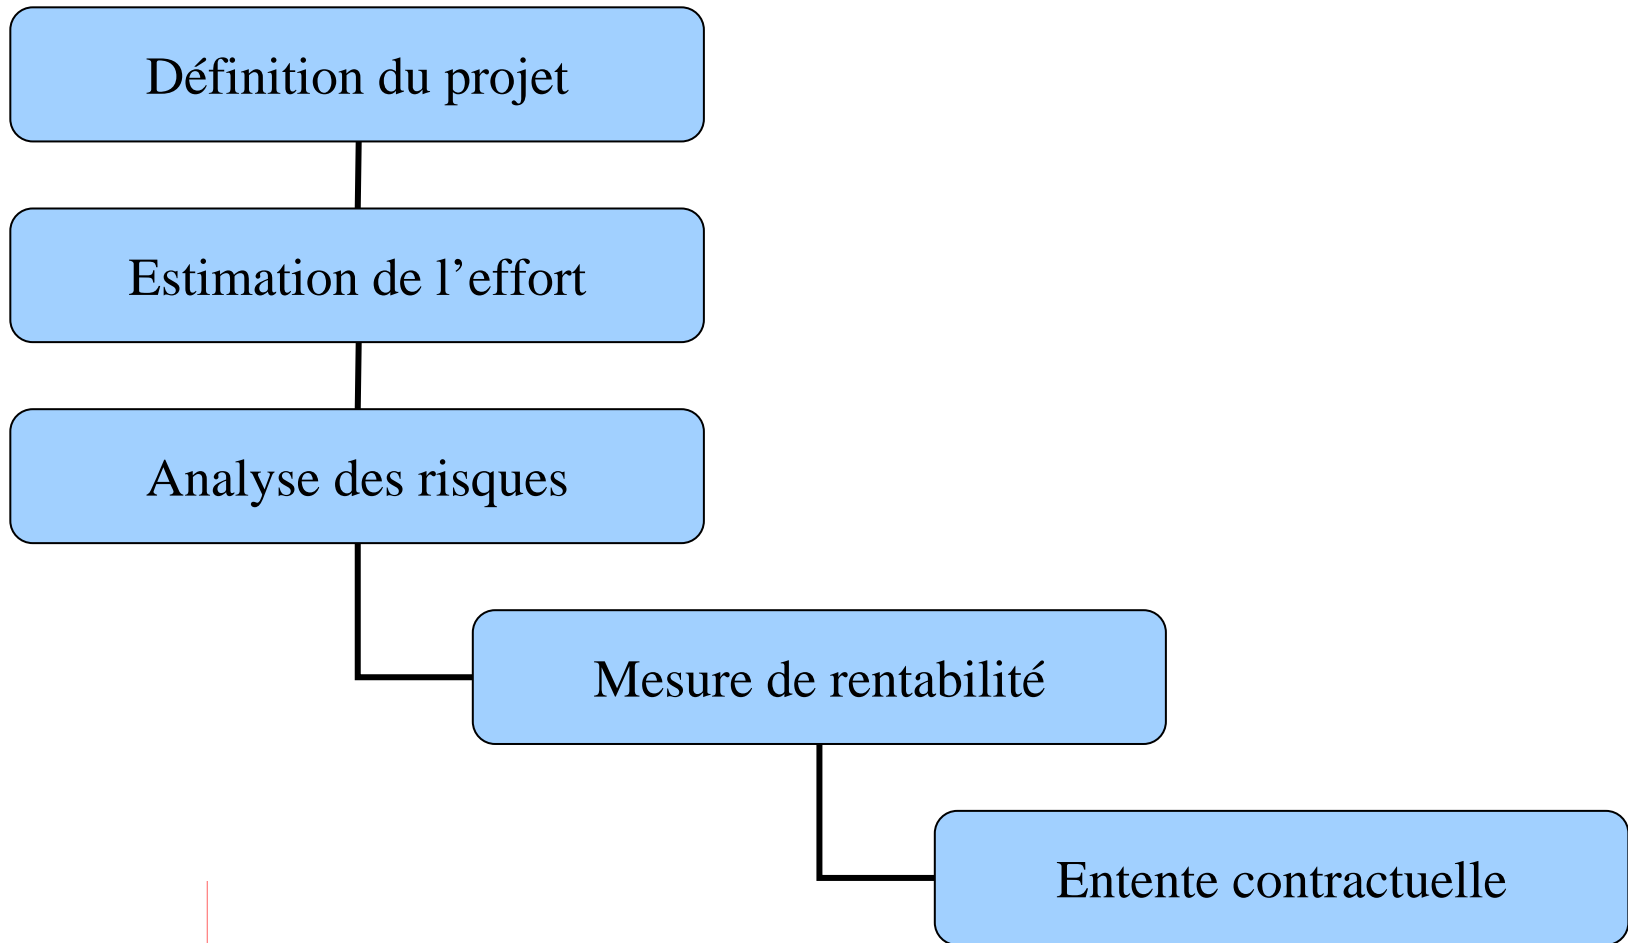 Définition du projet
Estimation de l’effort
Analyse des risques
Mesure de rentabilité
Entente contractuelle